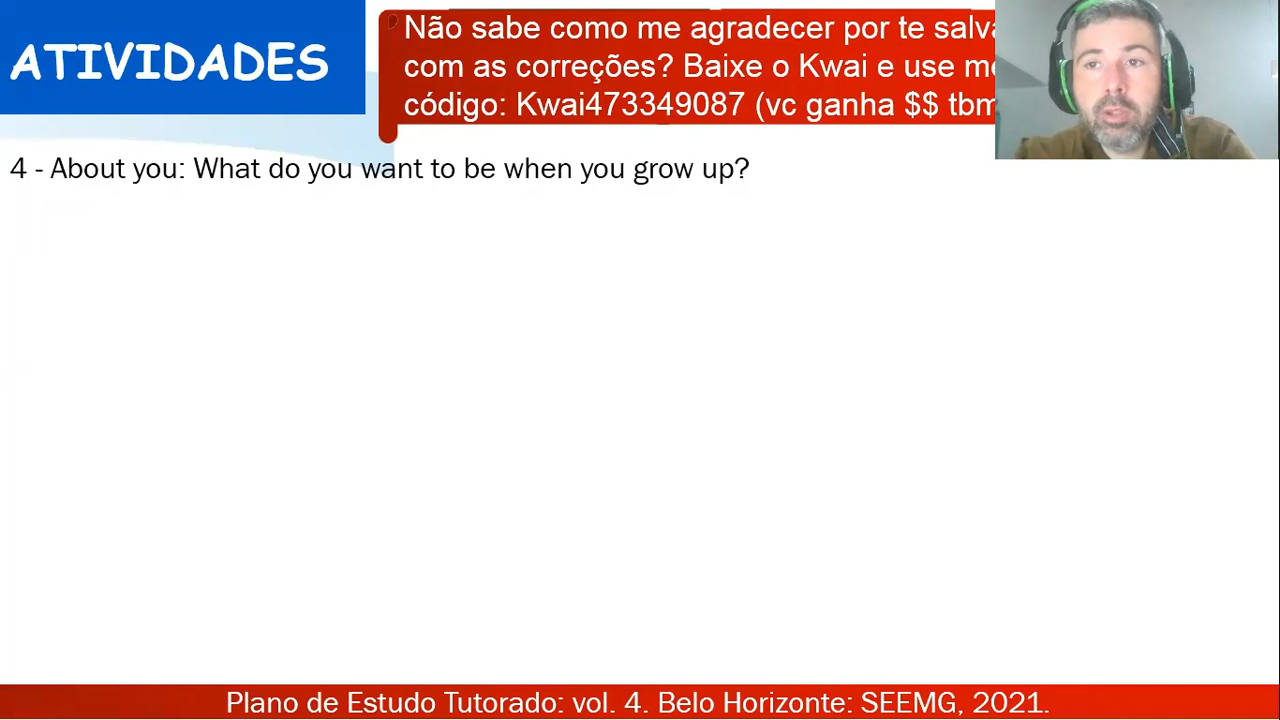 ATIVIDADES
Não sabe como me agradecer por te
com as correções? Baixe o Kwai e use
código: Kwai473349087 (vc ganha $$ tbm
4 - About you: What do you want to be when you grow up?
Plano de Estudo Tutorado: vol. 4. Belo Horizonte: SEEMG, 2021.